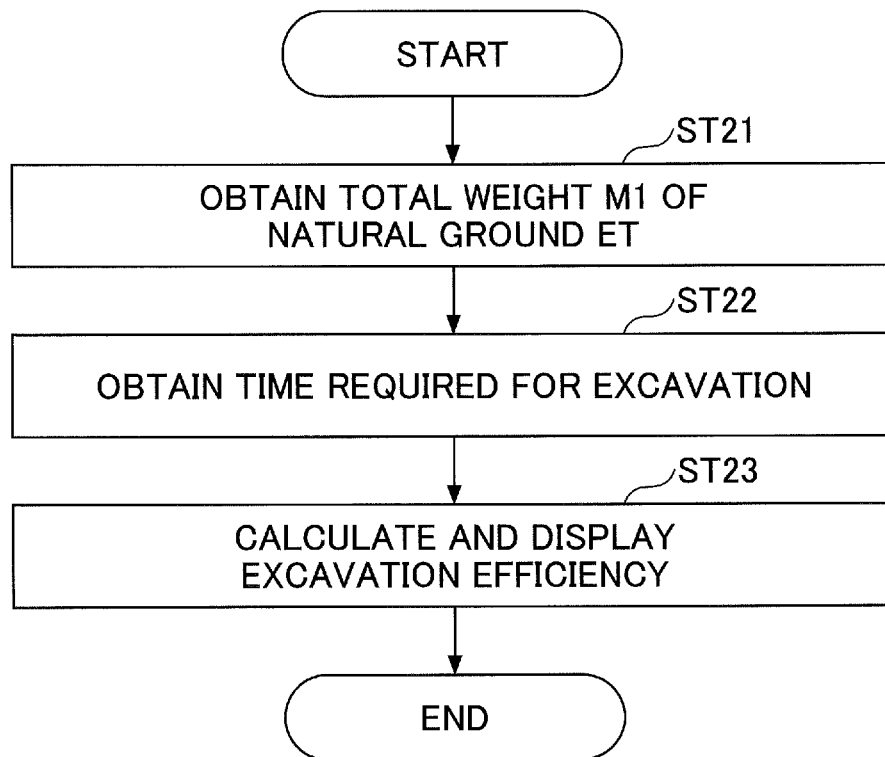 START
ST21
OBTAIN TOTAL WEIGHT M1 OF
NATURAL GROUND ET
ST22
OBTAIN TIME REQUIRED FOR EXCAVATION
ST23
CALCULATE AND DISPLAY
EXCAVATION EFFICIENCY
END